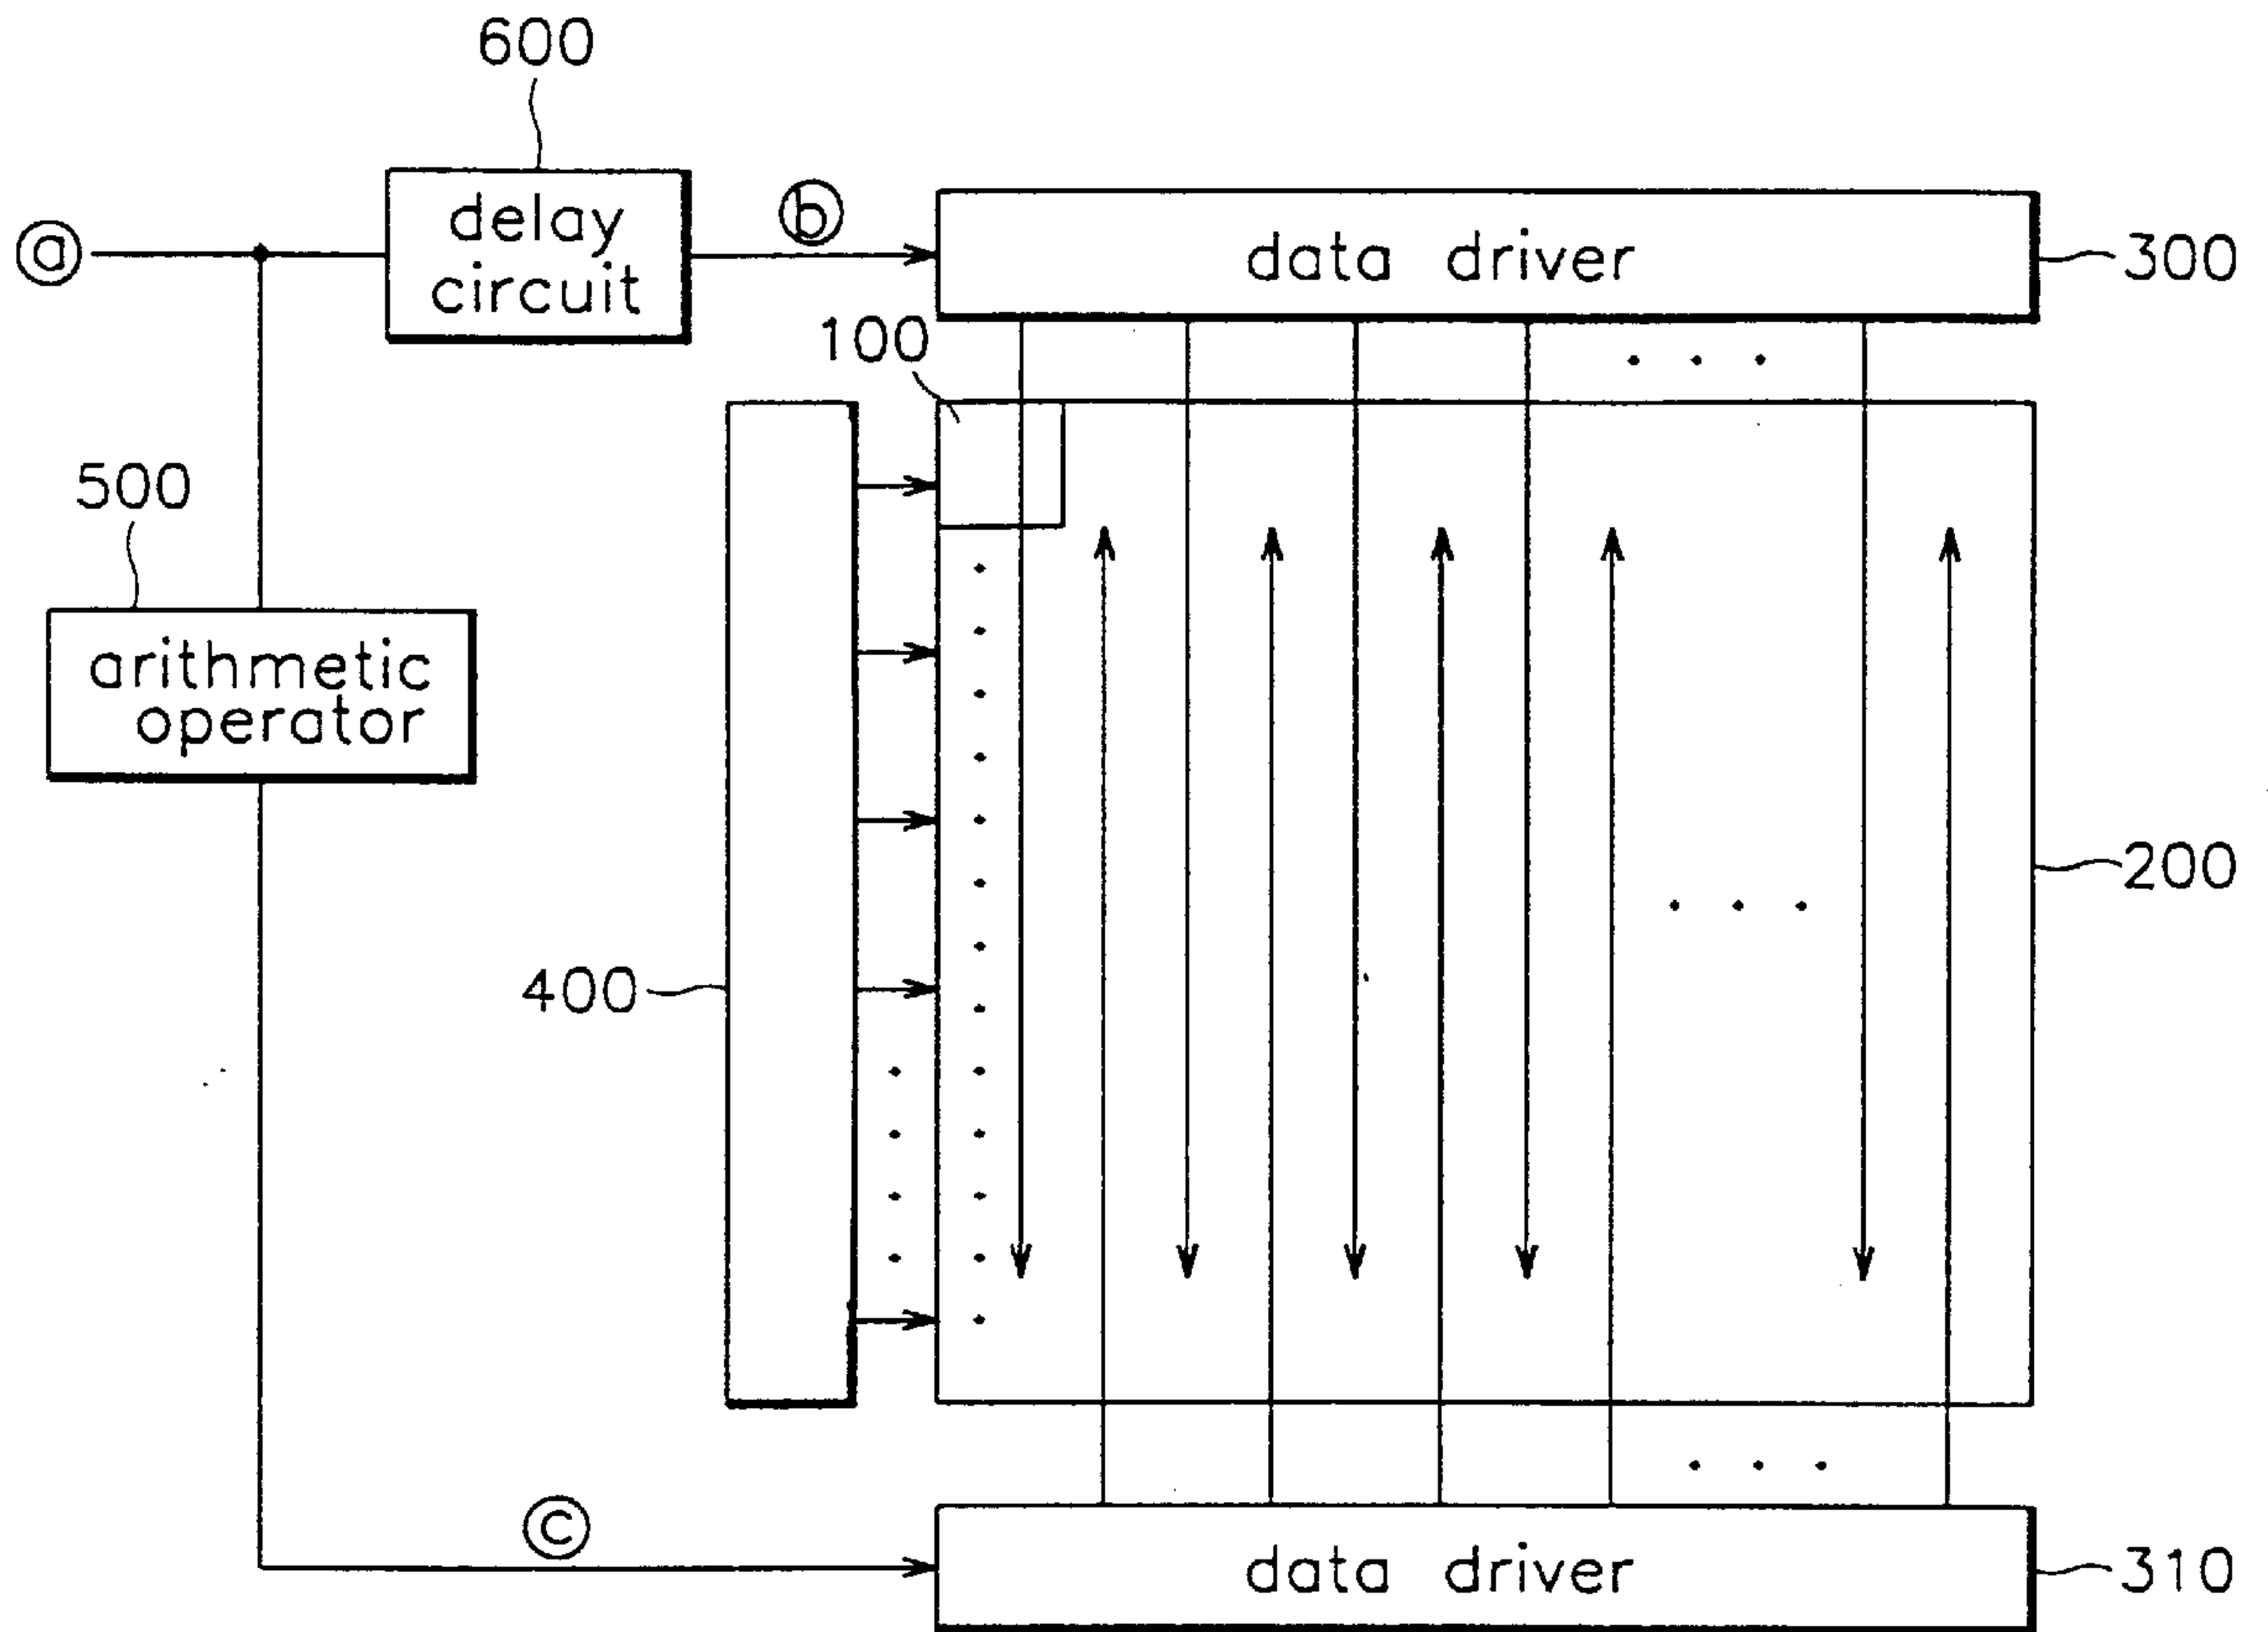 600
delay
circuit
a
b
data driver
300
100
500
arithmetic
operator
200
400
c
data driver
310